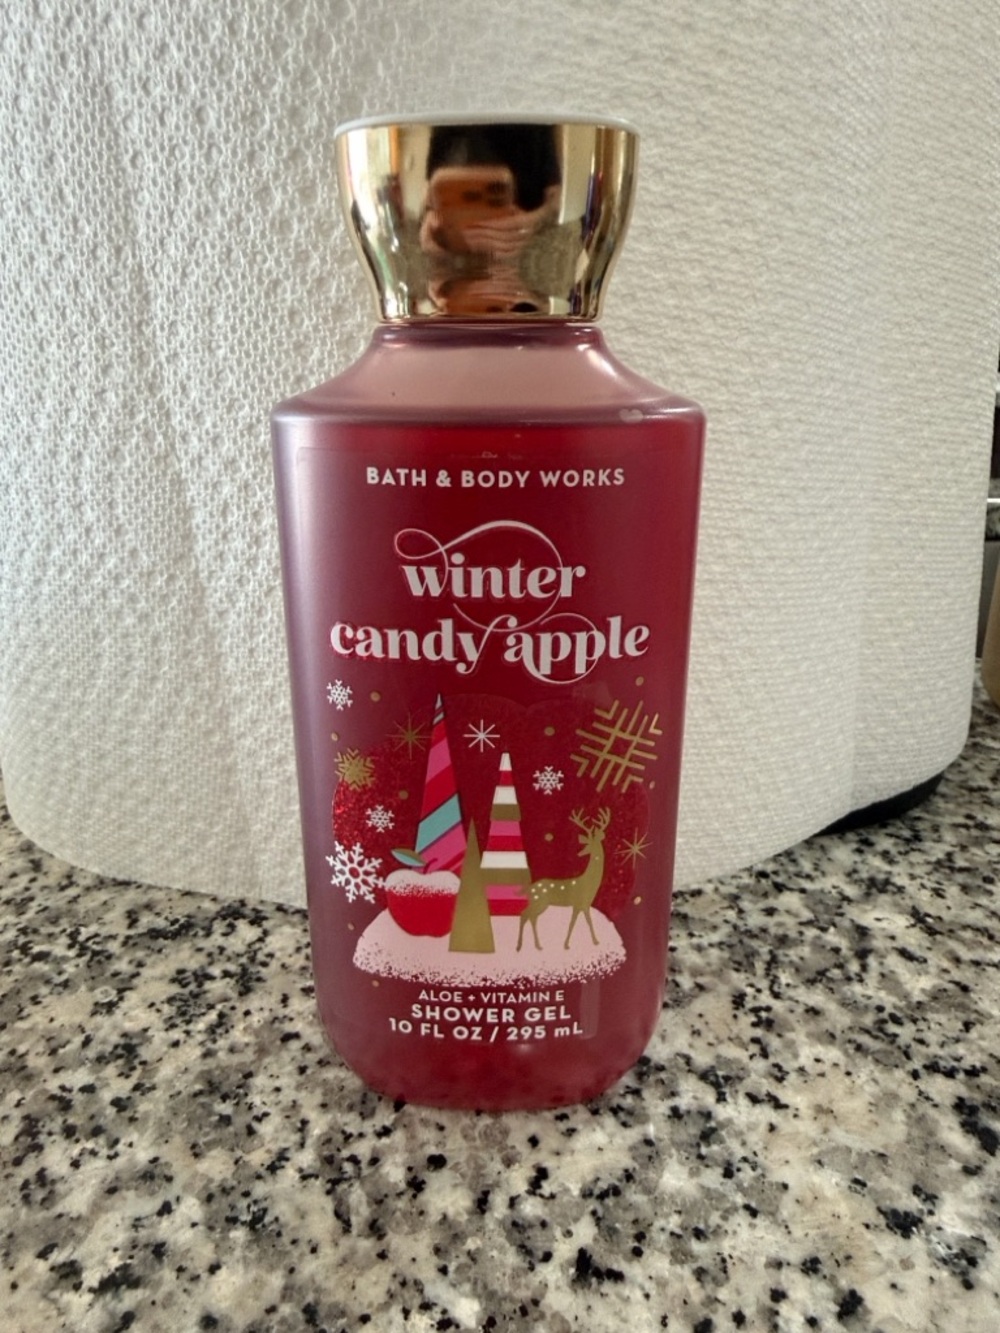 BATH & BODY WORKS
winter
candy apple
ALOE + VITAMIN E
SHOWER GEL
10 FL OZ / 295 mL